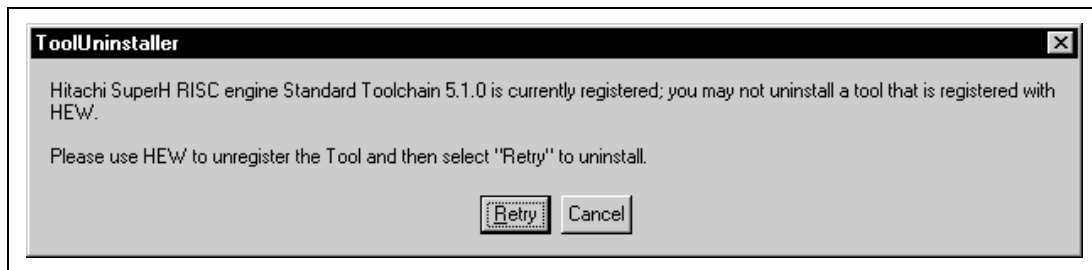 ToolUninstaller
Hitachi SuperH RISC engine Standard Toolchain 5.1.0 is currently registered; you may not uninstall a tool that is registered with
HEW.
Please use HEW to unregister the Tool and then select "Retry" to uninstall.
Retry Cancel